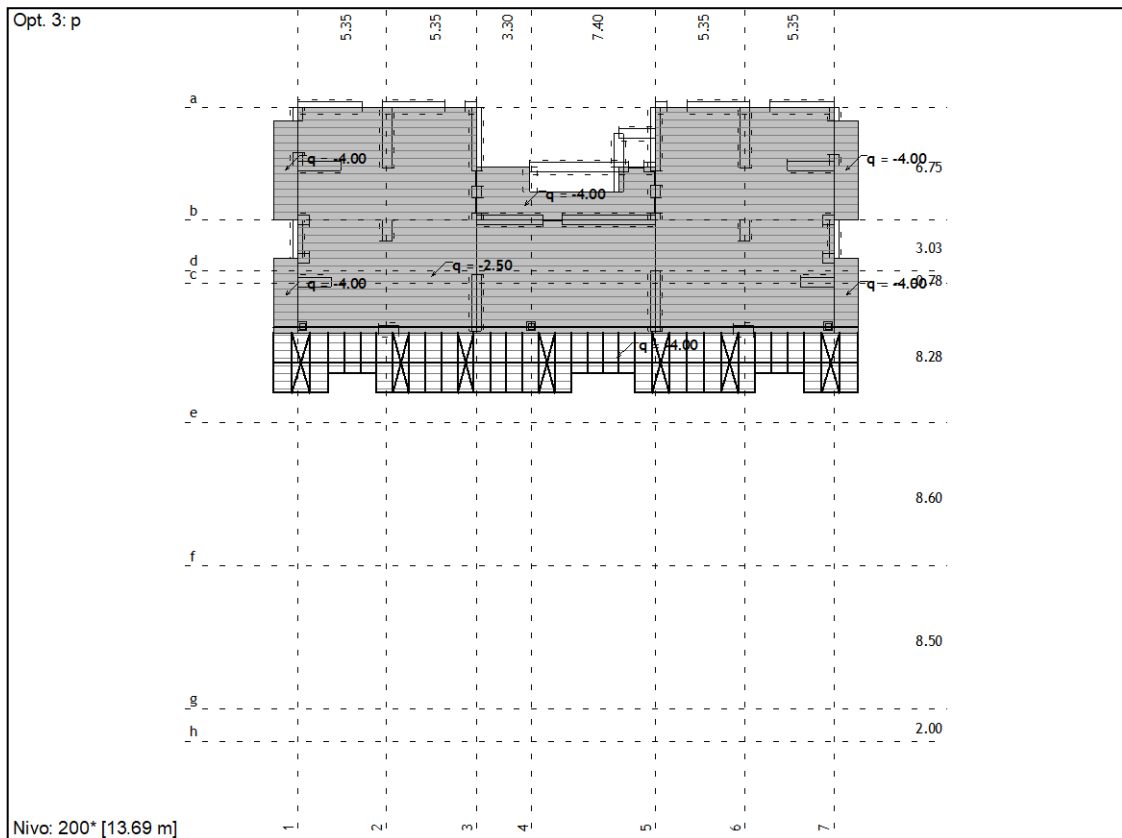 Opt. 3: p
5.35
5.35
3.30
7.40
5.35
5.35
a
q = -4.00
q = -4.00
6.75
q = -4.00
b
3.03
d
q = -2.50
c
q = -4.00
q = -4.00
0.78
q = -4.00
8.28
e
8.60
f
8.50
g
2.00
h
Nivo: 200* [13.69 m]
1
2
3
4
5
6
7